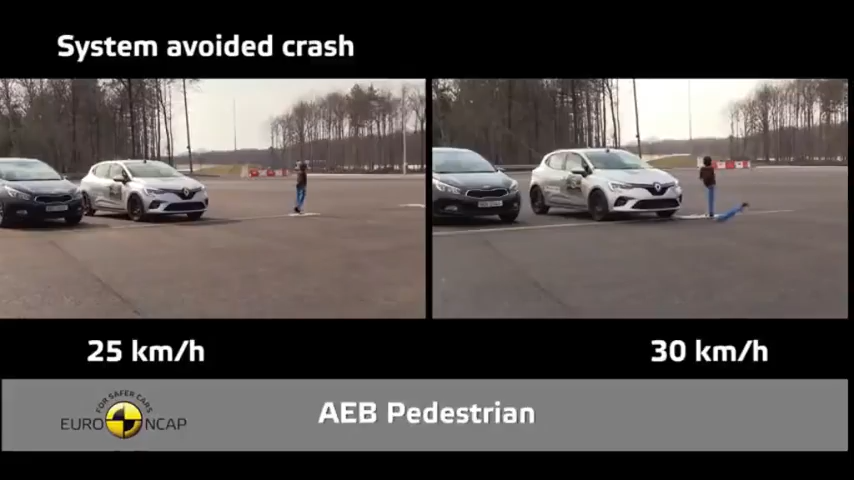 System avoided crash
25 km/h
30 km/h
FOR SAFER CARS
EURO NCAP
AEB Pedestrian